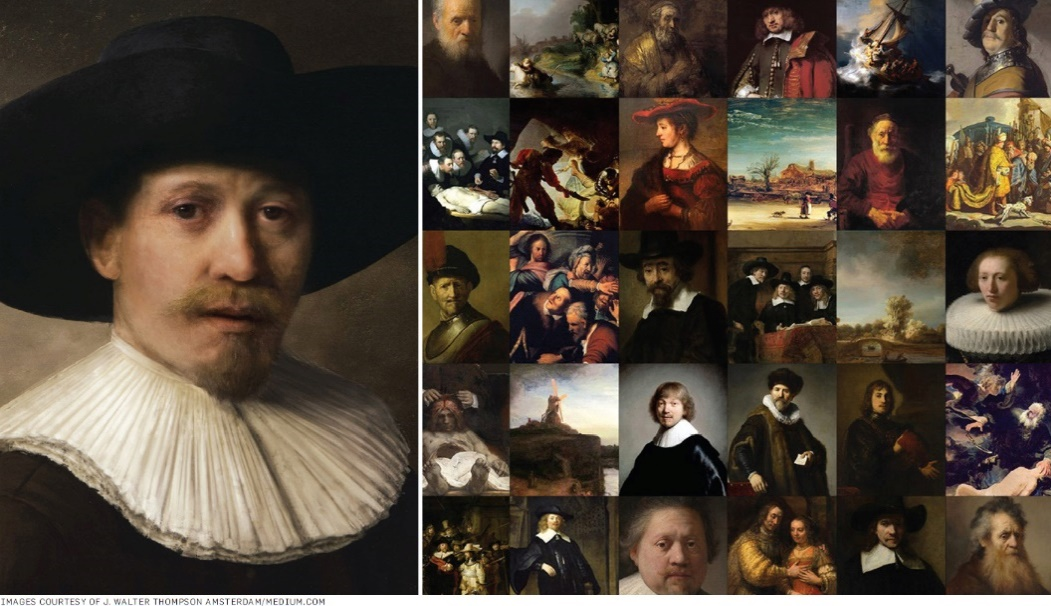 IMAGES COURTESY OF J. WALTER THOMPSON AMSTERDAM/MEDIUM.COM